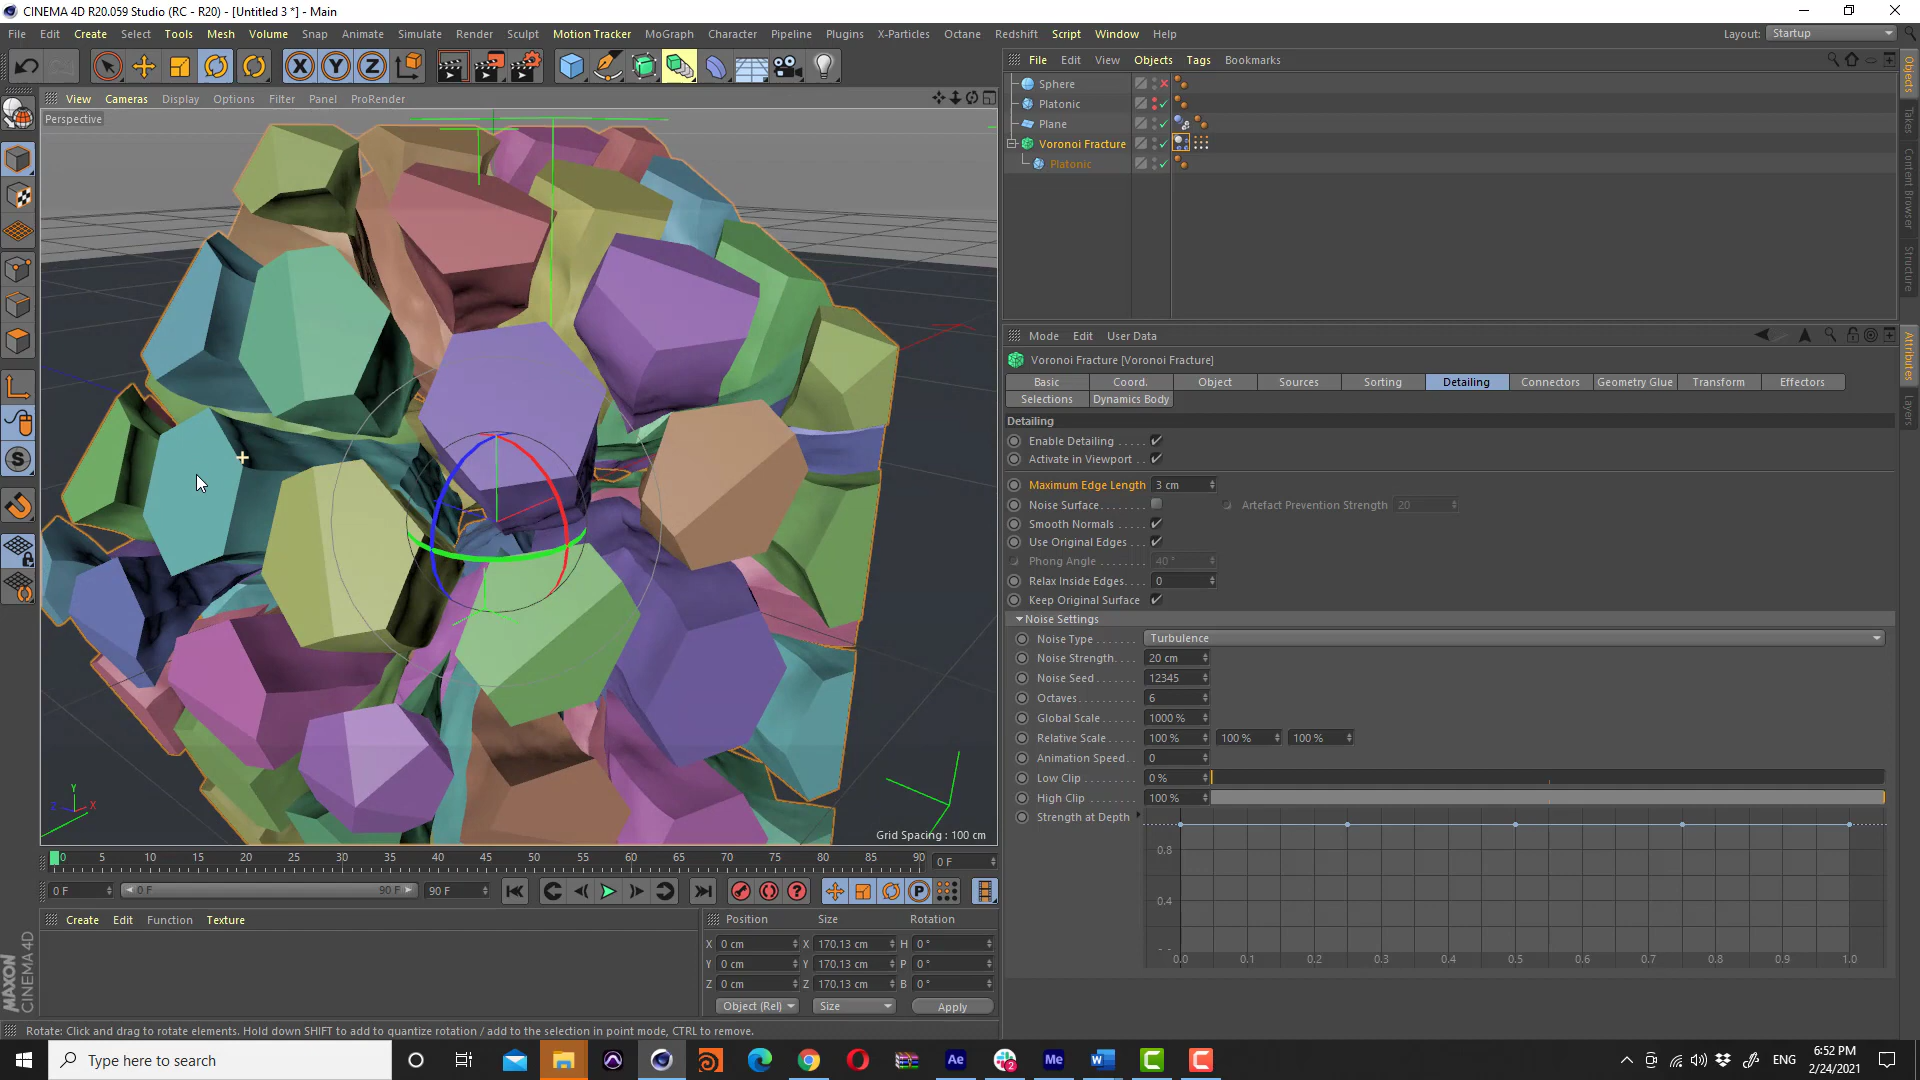 CINEMA 4D R20.059 Studio (RC - R20) - [Untitled 3 *] - Main
File Edit Create Select Tools Mesh Volume Snap Animate Simulate Render Sculpt Motion Tracker MoGraph Character Pipeline Plugins X-Particles Octane Redshift Script Window Help Layout: Startup
View Cameras Display Options Filter Panel ProRender
Perspective
File Edit View Objects Tags Bookmarks
Sphere
Platonic
Plane
Voronoi Fracture
Platonic
Objects
Takes
Content Browser
Structure
Mode Edit User Data
Voronoi Fracture [Voronoi Fracture]
Basic Coord. Object Sources Sorting Detailing Connectors Geometry Glue Transform Effectors
Selections Dynamics Body
Attributes
Layers
Detailing
Enable Detailing
Activate in Viewport
Maximum Edge Length 3 cm
Noise Surface Artefact Prevention Strength 20
Smooth Normals
Use Original Edges
Phong Angle 40 °
Relax Inside Edges 0
Keep Original Surface
Noise Settings
Noise Type Turbulence
Noise Strength 20 cm
Noise Seed 12345
Octaves 6
Global Scale 1000 %
Relative Scale 100 % 100 % 100 %
Animation Speed 0
Low Clip 0 %
High Clip 100 %
Strength at Depth
0.8
0.4
0.0 0.1 0.2 0.3 0.4 0.5 0.6 0.7 0.8 0.9 1.0
Y
Z X
Grid Spacing : 100 cm
0 5 10 15 20 25 30 35 40 45 50 55 60 65 70 75 80 85 90 0 F
0 F 0 F 90 F 90 F
Create Edit Function Texture
Position Size Rotation
X 0 cm X 170.13 cm H 0 °
Y 0 cm Y 170.13 cm P 0 °
Z 0 cm Z 170.13 cm B 0 °
Object (Rel) Size Apply
MAXON
CINEMA 4D
Rotate: Click and drag to rotate elements. Hold down SHIFT to add to quantize rotation / add to the selection in point mode, CTRL to remove.
Type here to search
Ae
2
Me
ENG
6:52 PM
2/24/2021